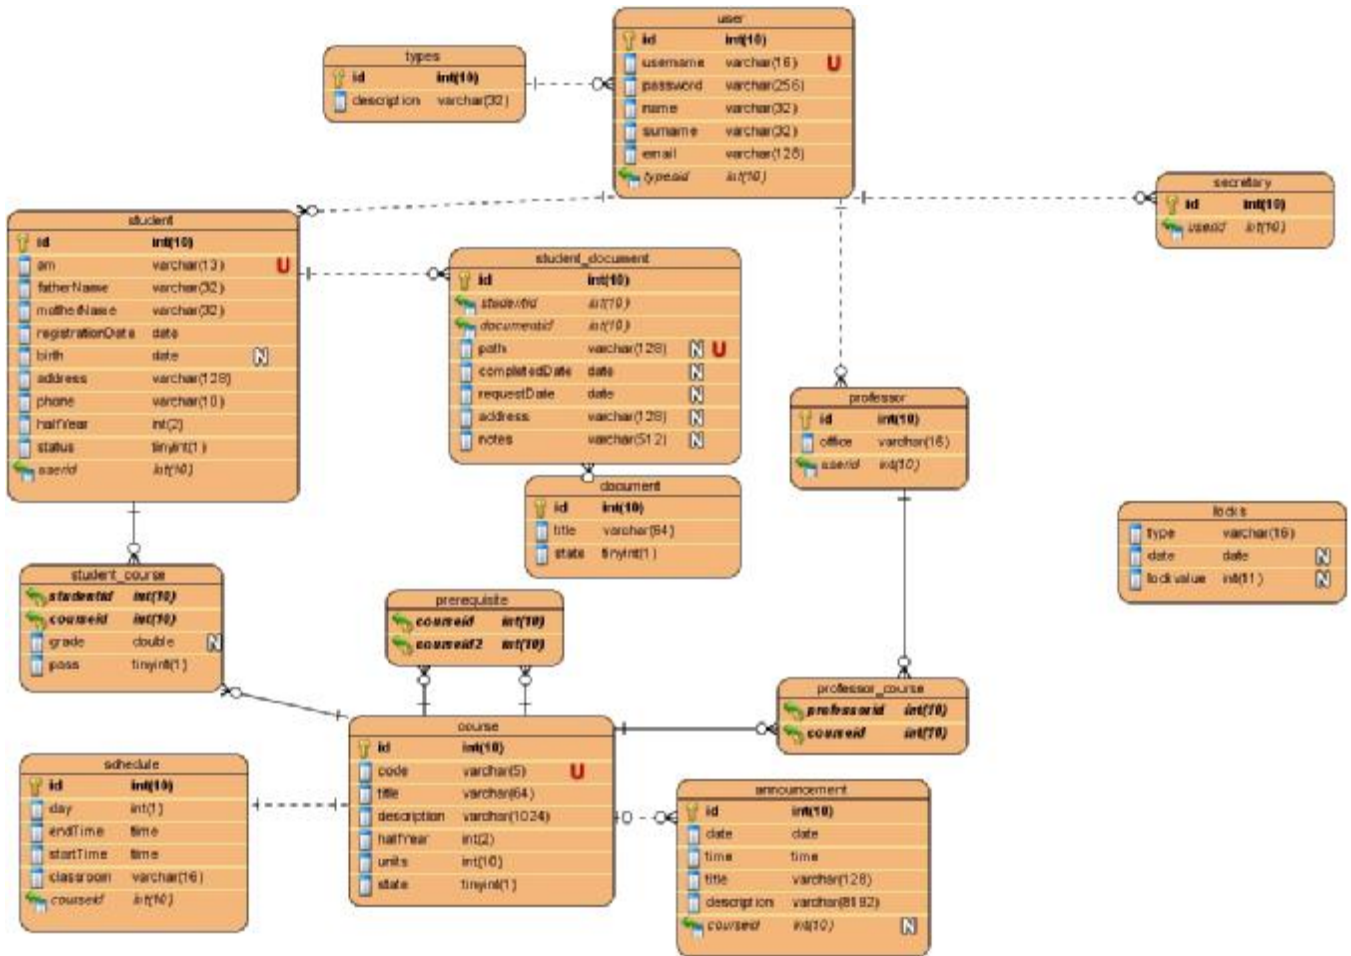 user
id int(10)
username varchar(16) U
password varchar(256)
name varchar(32)
surname varchar(32)
email varchar(128)
typesid int(10)
types
id int(10)
description varchar(32)
secretary
id int(10)
userid int(10)
student
id int(10)
am varchar(13) U
fatherName varchar(32)
motherName varchar(32)
registrationDate date
birth date N
address varchar(128)
phone varchar(10)
halfYear int(2)
status tinyint(1)
userid int(10)
student_document
id int(10)
studentid int(10)
documentid int(10)
path varchar(128) N U
completedDate date N
requestDate date N
address varchar(128) N
notes varchar(512) N
professor
id int(10)
office varchar(16)
userid int(10)
document
id int(10)
title varchar(64)
state tinyint(1)
locks
type varchar(16)
date date N
lockvalue int(11) N
student_course
studentid int(10)
courseid int(10)
grade double N
pass tinyint(1)
prerequisite
courseid int(10)
courseid2 int(10)
professor_course
professorid int(10)
courseid int(10)
course
id int(10)
code varchar(5) U
title varchar(64)
description varchar(1024)
halfYear int(2)
units int(10)
state tinyint(1)
schedule
id int(10)
day int(1)
endTime time
startTime time
classroom varchar(16)
courseid int(10)
announcement
id int(10)
date date
time time
title varchar(128)
description varchar(8192)
courseid int(10) N